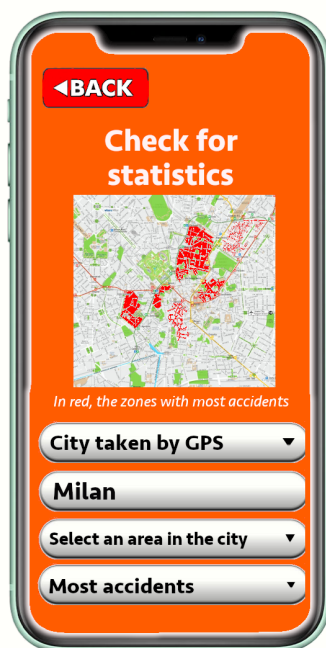 ◄BACK
Check for
statistics
In red, the zones with most accidents
City taken by GPS
Milan
Select an area in the city
Most accidents